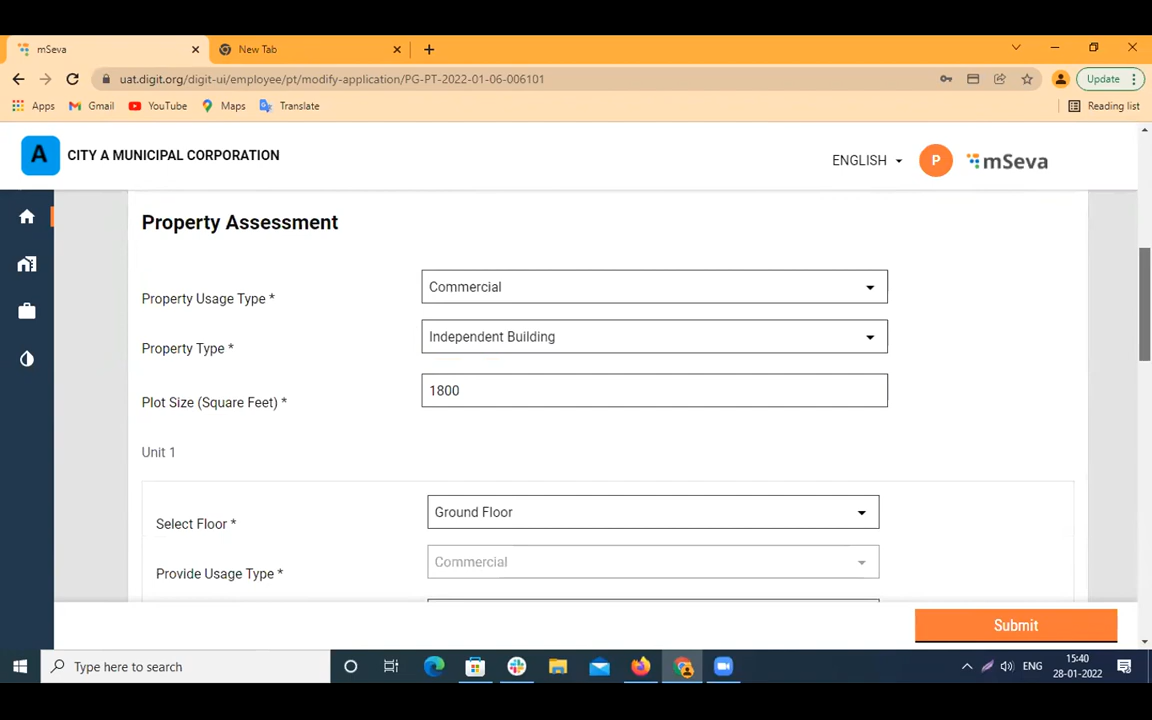 mSeva
New Tab
uat.digit.org/digit-ui/employee/pt/modify-application/PG-PT-2022-01-06-006101
Update
Apps
Gmail
YouTube
Maps
Translate
Reading list
A
CITY A MUNICIPAL CORPORATION
ENGLISH
P
mSeva
Property Assessment
Property Usage Type *
Commercial
Property Type *
Independent Building
Plot Size (Square Feet) *
1800
Unit 1
Select Floor *
Ground Floor
Provide Usage Type *
Commercial
Submit
Type here to search
ENG
15:40
28-01-2022